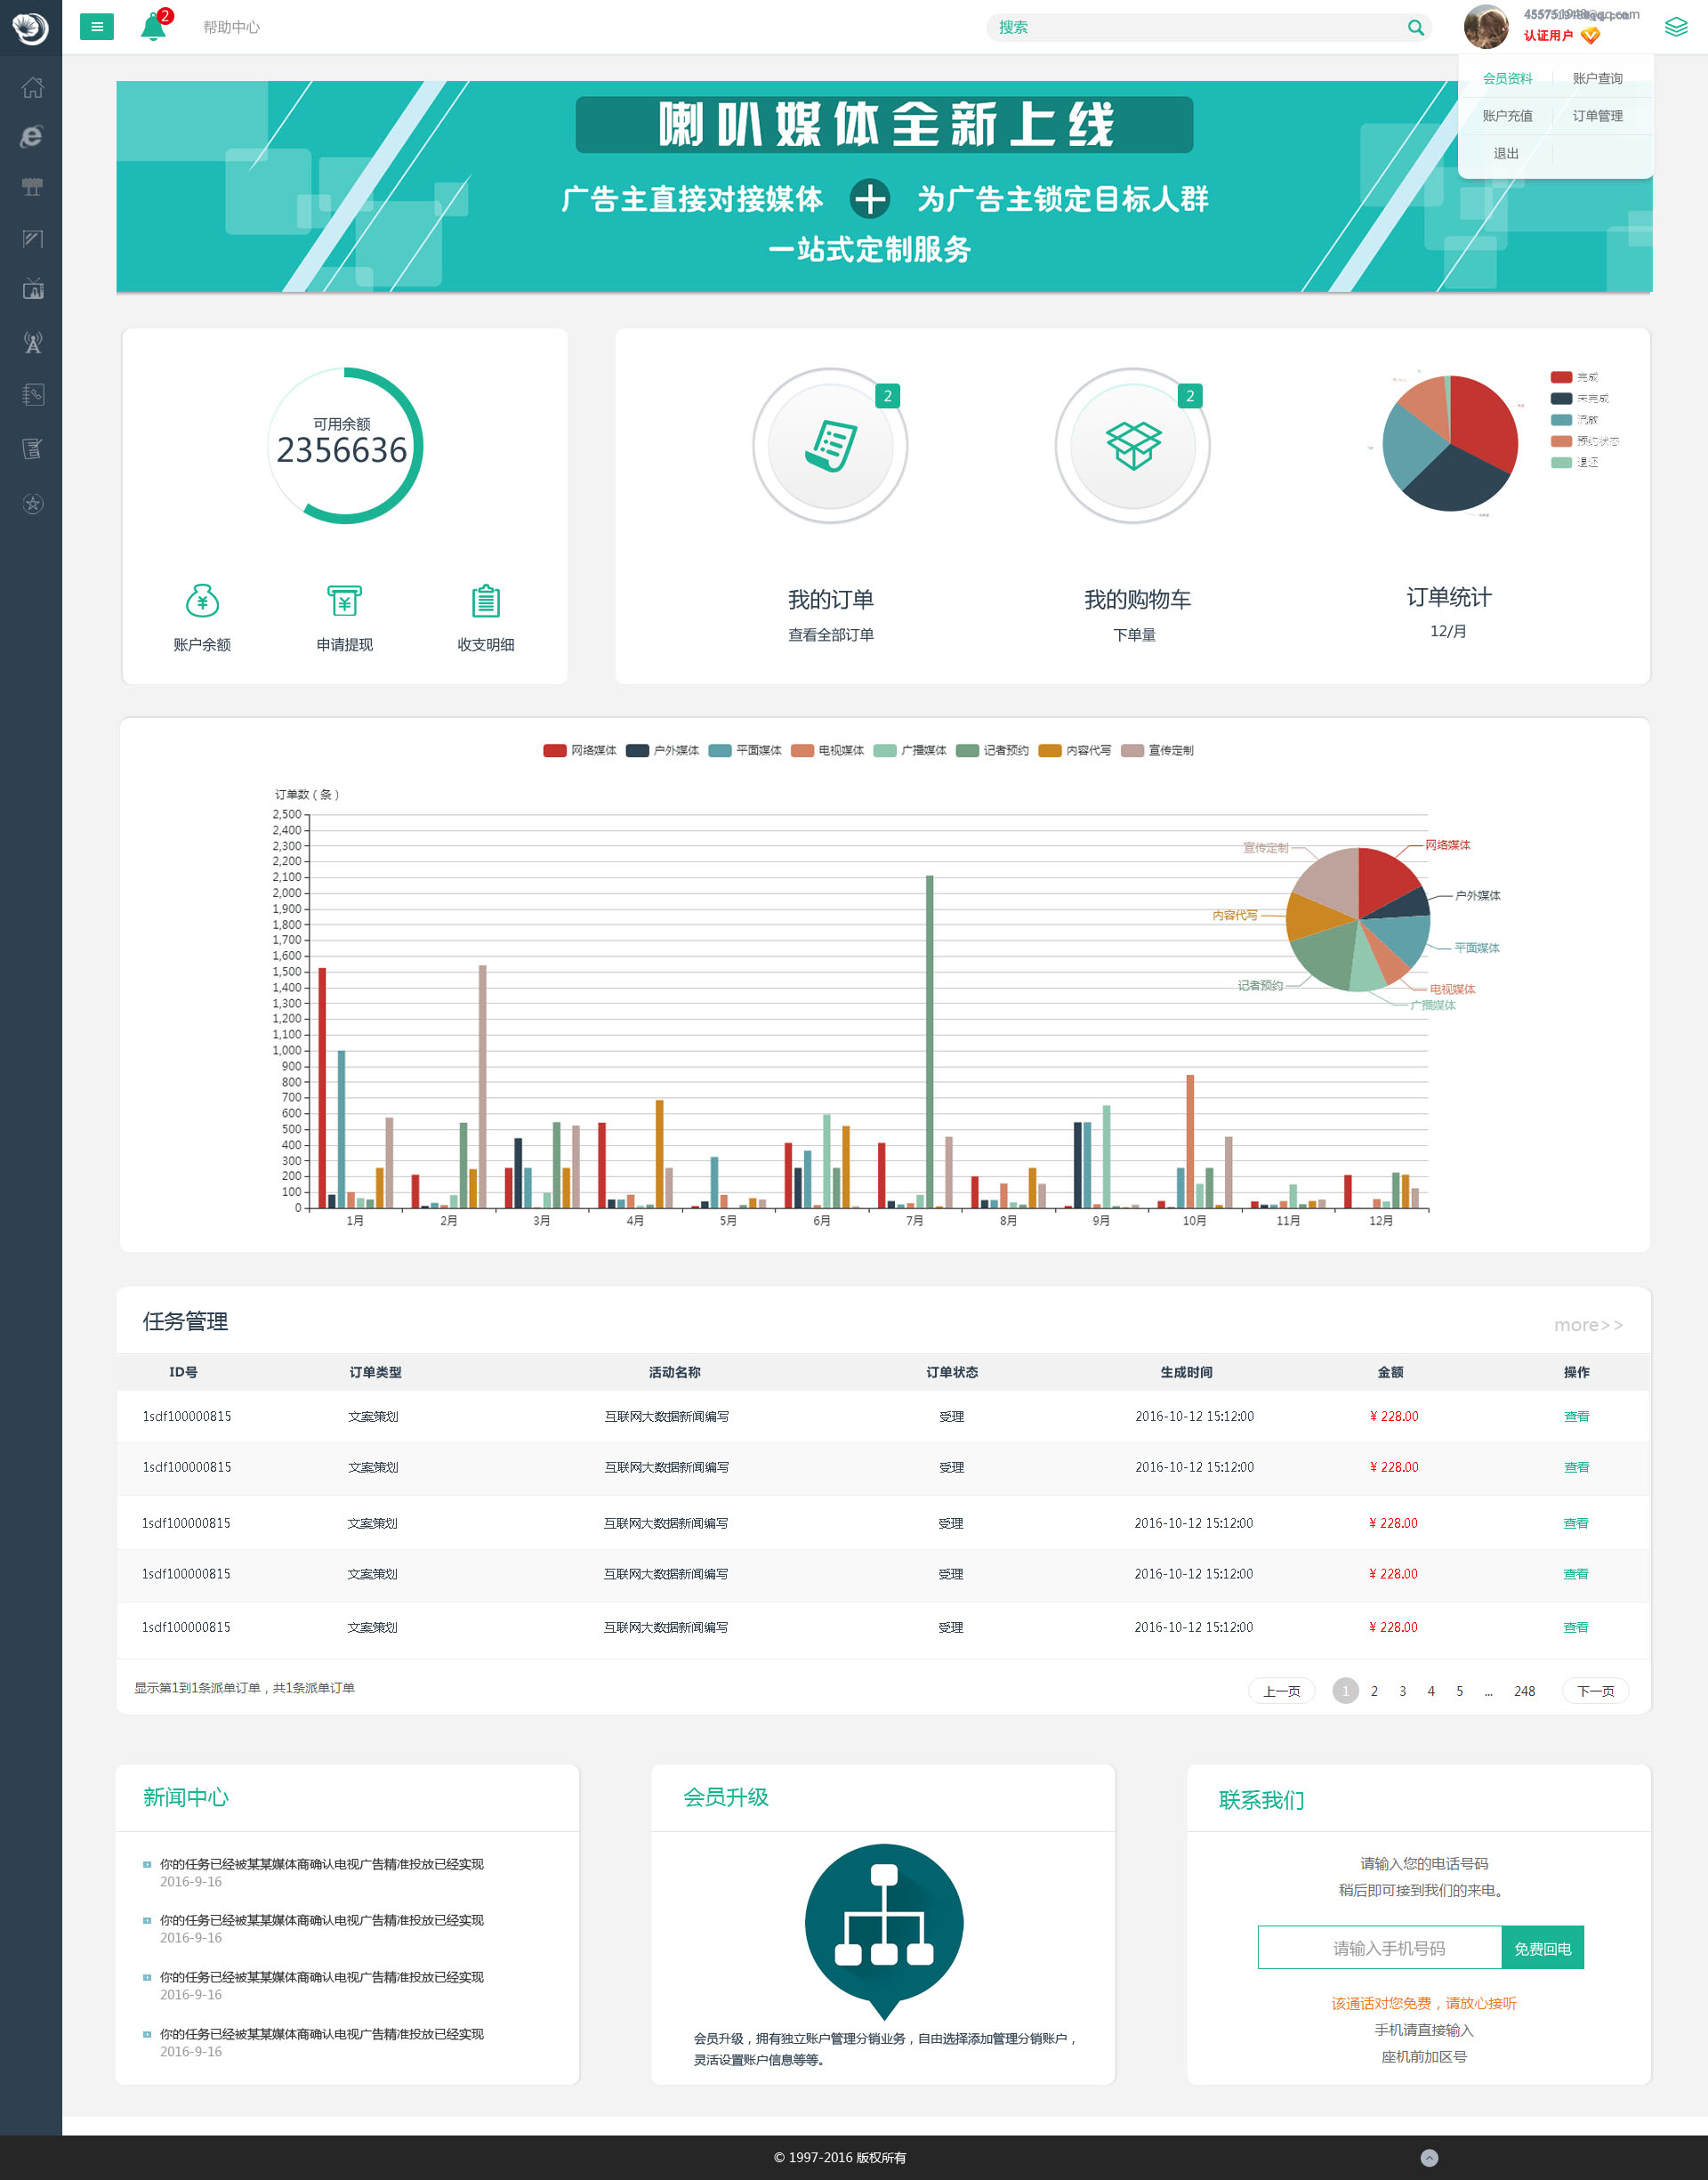 2
帮助中心
搜索
认证用户
会员资料
账户查询
账户充值
订单管理
退出
喇叭媒体全新上线
广告主直接对接媒体
为广告主锁定目标人群
一站式定制服务
可用余额
2356636
账户余额
申请提现
收支明细
2
我的订单
查看全部订单
2
我的购物车
下单量
完成
未完成
流放
预约状态
退还
订单统计
12/月
网络媒体 户外媒体 平面媒体 电视媒体 广播媒体 记者预约 内容代写 宣传定制
订单数（条）
2,500
2,400
2,300
2,200
2,100
2,000
1,900
1,800
1,700
1,600
1,500
1,400
1,300
1,200
1,100
1,000
900
800
700
600
500
400
300
200
100
0
1月 2月 3月 4月 5月 6月 7月 8月 9月 10月 11月 12月
宣传定制
网络媒体
户外媒体
内容代写
平面媒体
记者预约
电视媒体
广播媒体
任务管理
more>>
ID号 订单类型 活动名称 订单状态 生成时间 金额 操作
1sdf100000815 文案策划 互联网大数据新闻编写 受理 2016-10-12 15:12:00 ¥ 228.00 查看
1sdf100000815 文案策划 互联网大数据新闻编写 受理 2016-10-12 15:12:00 ¥ 228.00 查看
1sdf100000815 文案策划 互联网大数据新闻编写 受理 2016-10-12 15:12:00 ¥ 228.00 查看
1sdf100000815 文案策划 互联网大数据新闻编写 受理 2016-10-12 15:12:00 ¥ 228.00 查看
1sdf100000815 文案策划 互联网大数据新闻编写 受理 2016-10-12 15:12:00 ¥ 228.00 查看
显示第1到1条派单订单，共1条派单订单
上一页 1 2 3 4 5 ... 248 下一页
新闻中心
你的任务已经被某某媒体商确认电视广告精准投放已经实现
2016-9-16
你的任务已经被某某媒体商确认电视广告精准投放已经实现
2016-9-16
你的任务已经被某某媒体商确认电视广告精准投放已经实现
2016-9-16
你的任务已经被某某媒体商确认电视广告精准投放已经实现
2016-9-16
会员升级
会员升级，拥有独立账户管理分销业务，自由选择添加管理分销账户，
灵活设置账户信息等等。
联系我们
请输入您的电话号码
稍后即可接到我们的来电。
请输入手机号码
免费回电
该通话对您免费，请放心接听
手机请直接输入
座机前加区号
© 1997-2016 版权所有